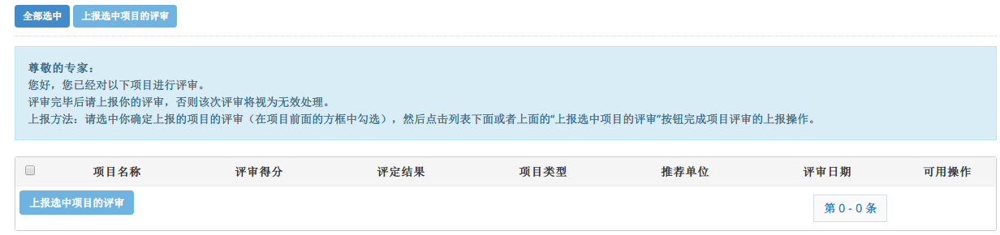 全部选中 上报选中项目的评审
尊敬的专家：
您好，您已经对以下项目进行评审。
评审完毕后请上报你的评审，否则该次评审将视为无效处理。
上报方法：请选中你确定上报的项目的评审（在项目前面的方框中勾选），然后点击列表下面或者上面的“上报选中项目的评审”按钮完成项目评审的上报操作。
项目名称 评审得分 评定结果 项目类型 推荐单位 评审日期 可用操作
上报选中项目的评审 第 0 - 0 条